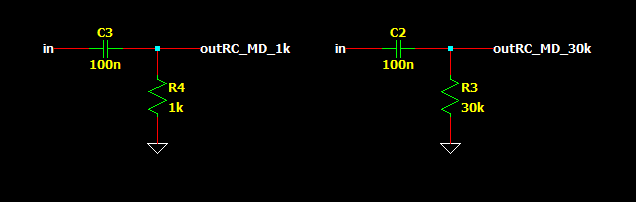 C3
in
outRC_MD_1k
100n
R4
1k
C2
in
outRC_MD_30k
100n
R3
30k